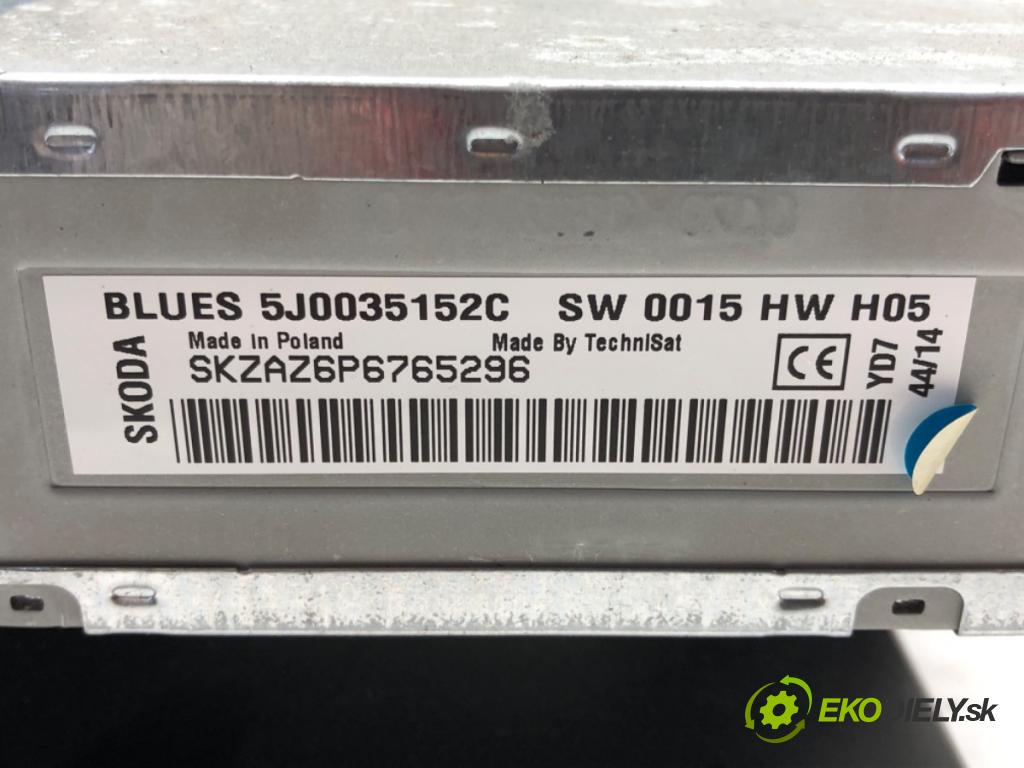 BLUES 5J0035152C SW 0015 HW H05
Made In Poland Made By TechniSat
SKZAZ6P6765296
SKODA
CE
YD7
44/14
EKODIELY.sk